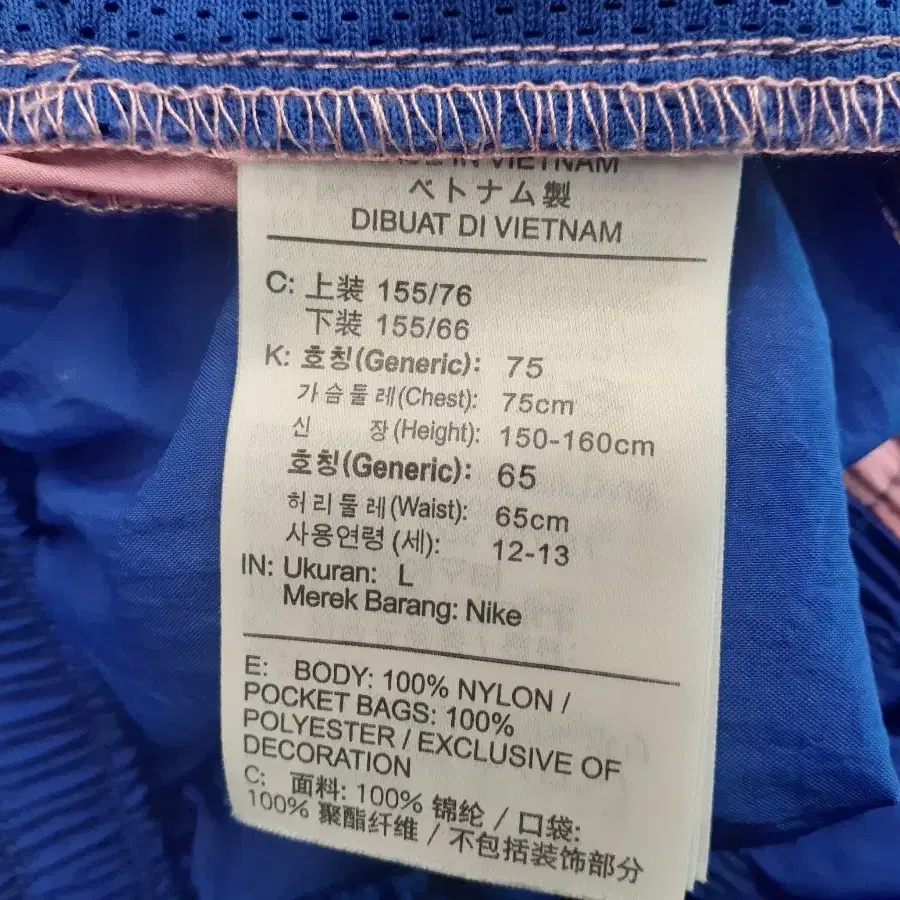 IN VIETNAM
ベトナム製
DIBUAT DI VIETNAM
C: 上装 155/76
下装 155/66
K: 호칭(Generic): 75
가슴둘레(Chest): 75cm
신 장(Height): 150-160cm
호칭(Generic): 65
허리둘레(Waist): 65cm
사용연령(세): 12-13
IN: Ukuran: L
Merek Barang: Nike
E: BODY: 100% NYLON /
POCKET BAGS: 100%
POLYESTER / EXCLUSIVE OF
DECORATION
C: 面料: 100% 锦纶 / 口袋:
100% 聚酯纤维 / 不包括装饰部分